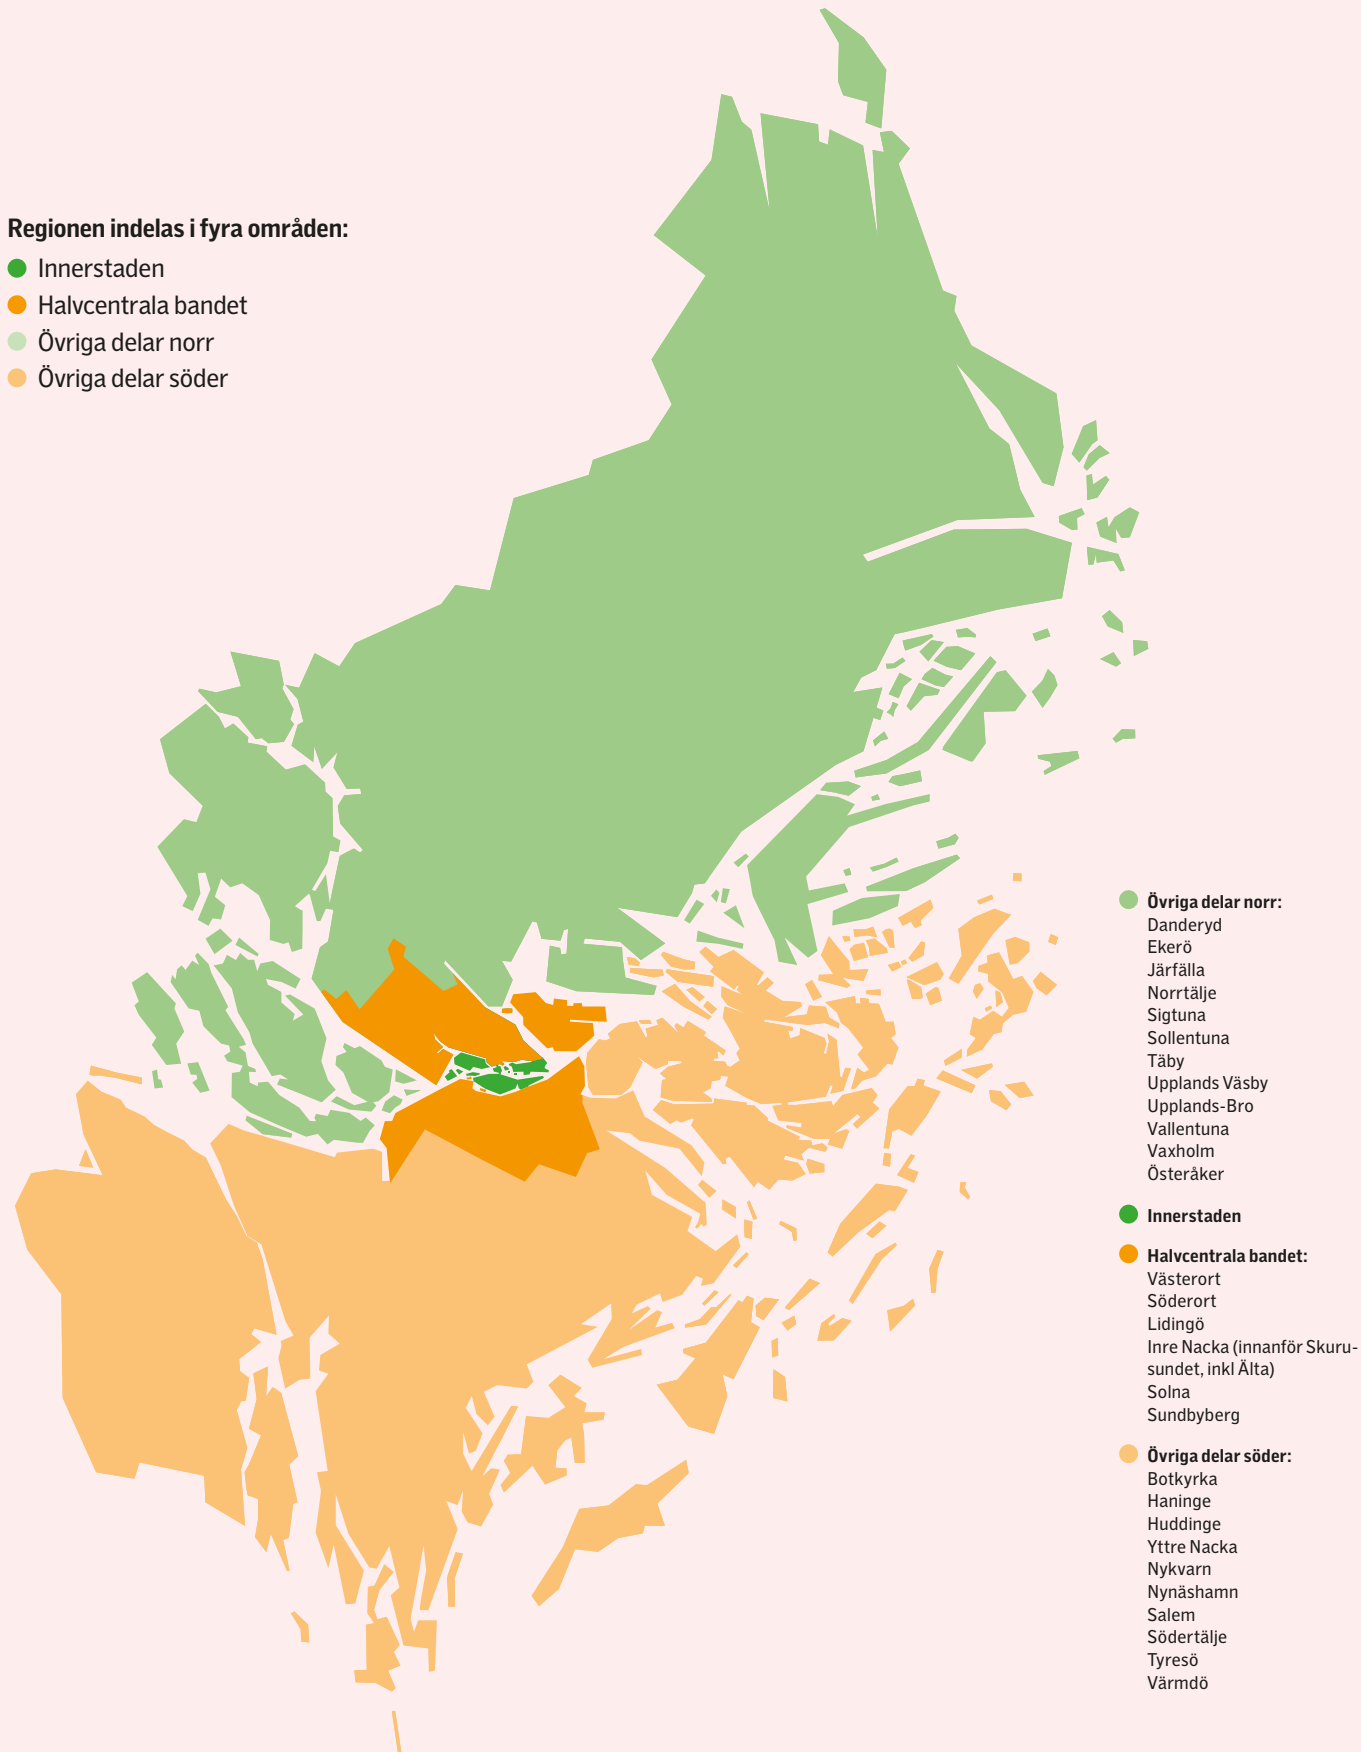 Regionen indelas i fyra områden:
Innerstaden
Halvcentrala bandet
Övriga delar norr
Övriga delar söder
Övriga delar norr:
Danderyd
Ekerö
Järfälla
Norrtälje
Sigtuna
Sollentuna
Täby
Upplands Väsby
Upplands-Bro
Vallentuna
Vaxholm
Österåker
Innerstaden
Halvcentrala bandet:
Västerort
Söderort
Lidingö
Inre Nacka (innanför Skuru-
sundet, inkl Älta)
Solna
Sundbyberg
Övriga delar söder:
Botkyrka
Haninge
Huddinge
Yttre Nacka
Nykvarn
Nynäshamn
Salem
Södertälje
Tyresö
Värmdö